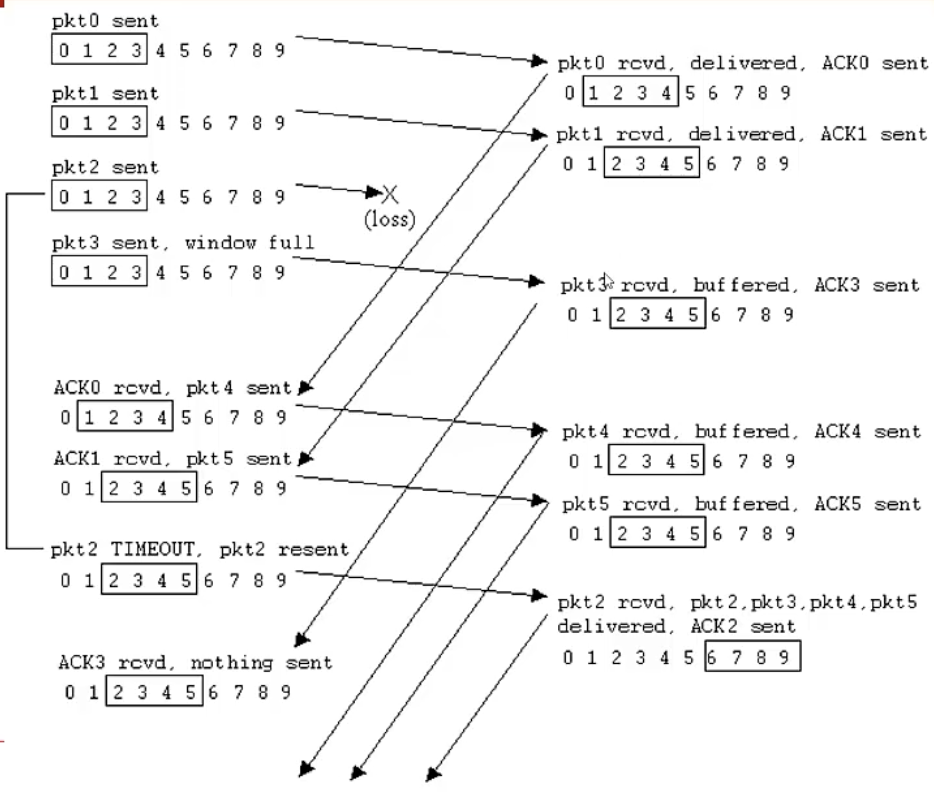 pkt0 sent
0 1 2 3 4 5 6 7 8 9
pkt0 rcvd, delivered, ACK0 sent
0 1 2 3 4 5 6 7 8 9
pkt1 sent
0 1 2 3 4 5 6 7 8 9
pkt1 rcvd, delivered, ACK1 sent
0 1 2 3 4 5 6 7 8 9
pkt2 sent
0 1 2 3 4 5 6 7 8 9
X
(loss)
pkt3 sent, window full
0 1 2 3 4 5 6 7 8 9
pkt3 rcvd, buffered, ACK3 sent
0 1 2 3 4 5 6 7 8 9
ACK0 rcvd, pkt4 sent
0 1 2 3 4 5 6 7 8 9
pkt4 rcvd, buffered, ACK4 sent
0 1 2 3 4 5 6 7 8 9
ACK1 rcvd, pkt5 sent
0 1 2 3 4 5 6 7 8 9
pkt5 rcvd, buffered, ACK5 sent
0 1 2 3 4 5 6 7 8 9
pkt2 TIMEOUT, pkt2 resent
0 1 2 3 4 5 6 7 8 9
pkt2 rcvd, pkt2,pkt3,pkt4,pkt5
delivered, ACK2 sent
0 1 2 3 4 5 6 7 8 9
ACK3 rcvd, nothing sent
0 1 2 3 4 5 6 7 8 9